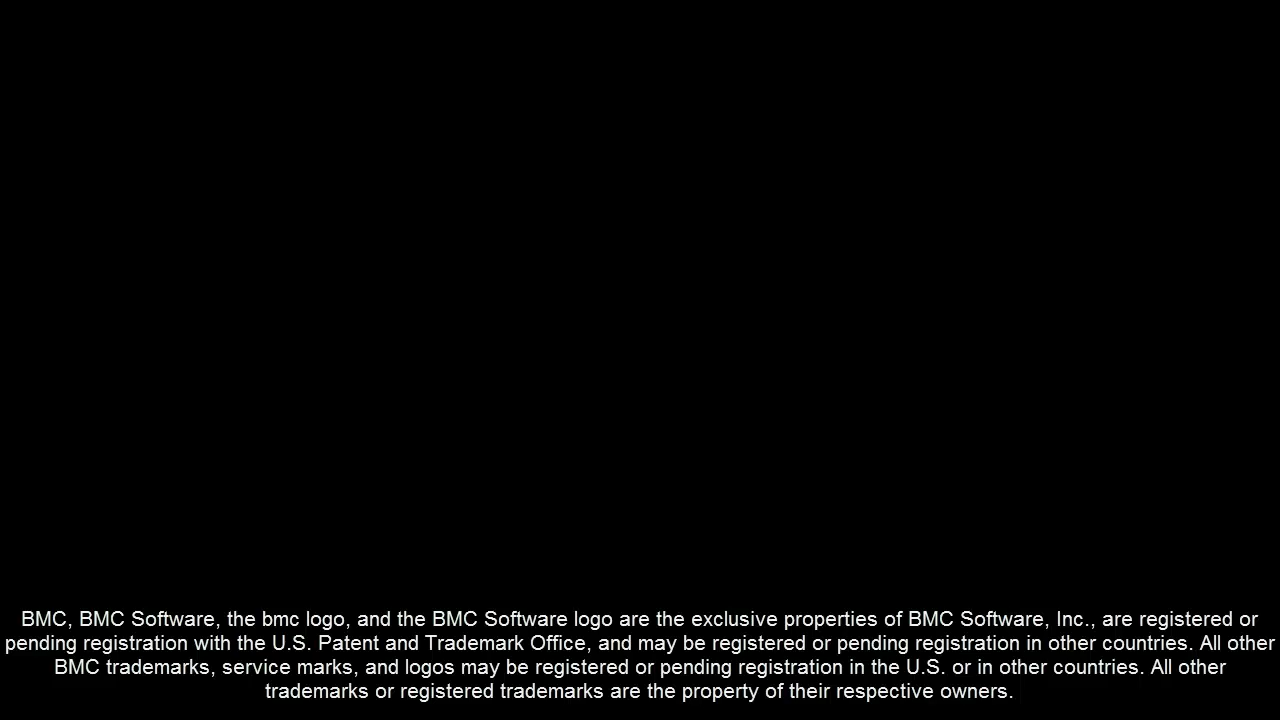 BMC, BMC Software, the bmc logo, and the BMC Software logo are the exclusive properties of BMC Software, Inc., are registered or
pending registration with the U.S. Patent and Trademark Office, and may be registered or pending registration in other countries. All other
BMC trademarks, service marks, and logos may be registered or pending registration in the U.S. or in other countries. All other
trademarks or registered trademarks are the property of their respective owners.